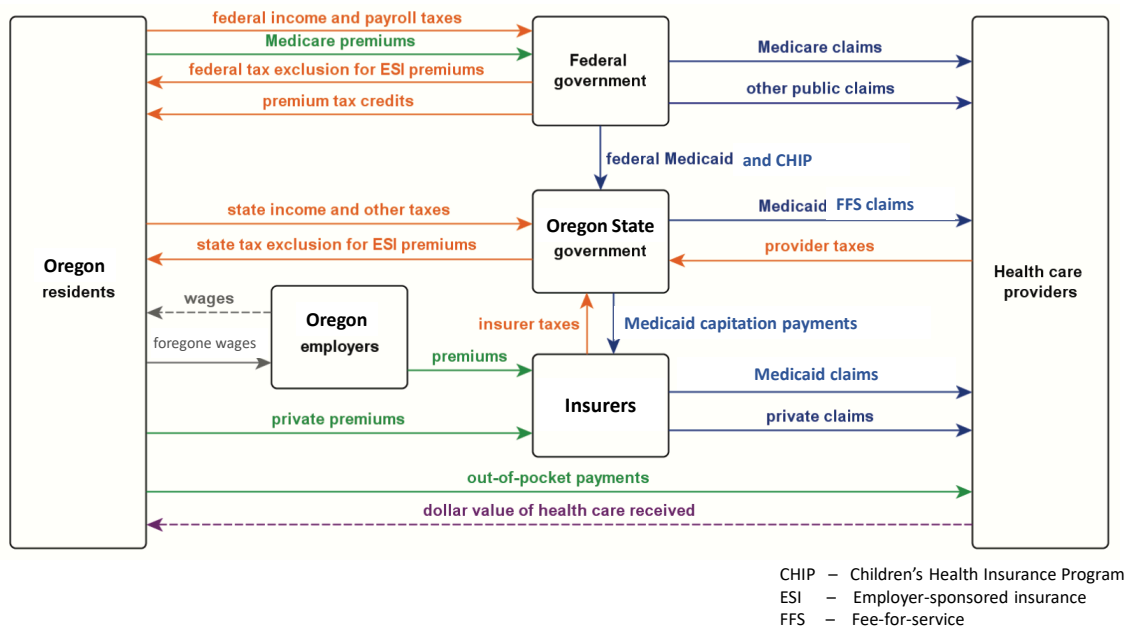 federal income and payroll taxes
Medicare premiums
federal tax exclusion for ESI premiums
premium tax credits
Federal
government
Medicare claims
other public claims
federal Medicaid and CHIP
state income and other taxes
state tax exclusion for ESI premiums
Oregon State
government
Medicaid FFS claims
provider taxes
Oregon
residents
Health care
providers
wages
foregone wages
Oregon
employers
insurer taxes
Medicaid capitation payments
premiums
private premiums
Insurers
Medicaid claims
private claims
out-of-pocket payments
dollar value of health care received
CHIP – Children’s Health Insurance Program
ESI – Employer-sponsored insurance
FFS – Fee-for-service